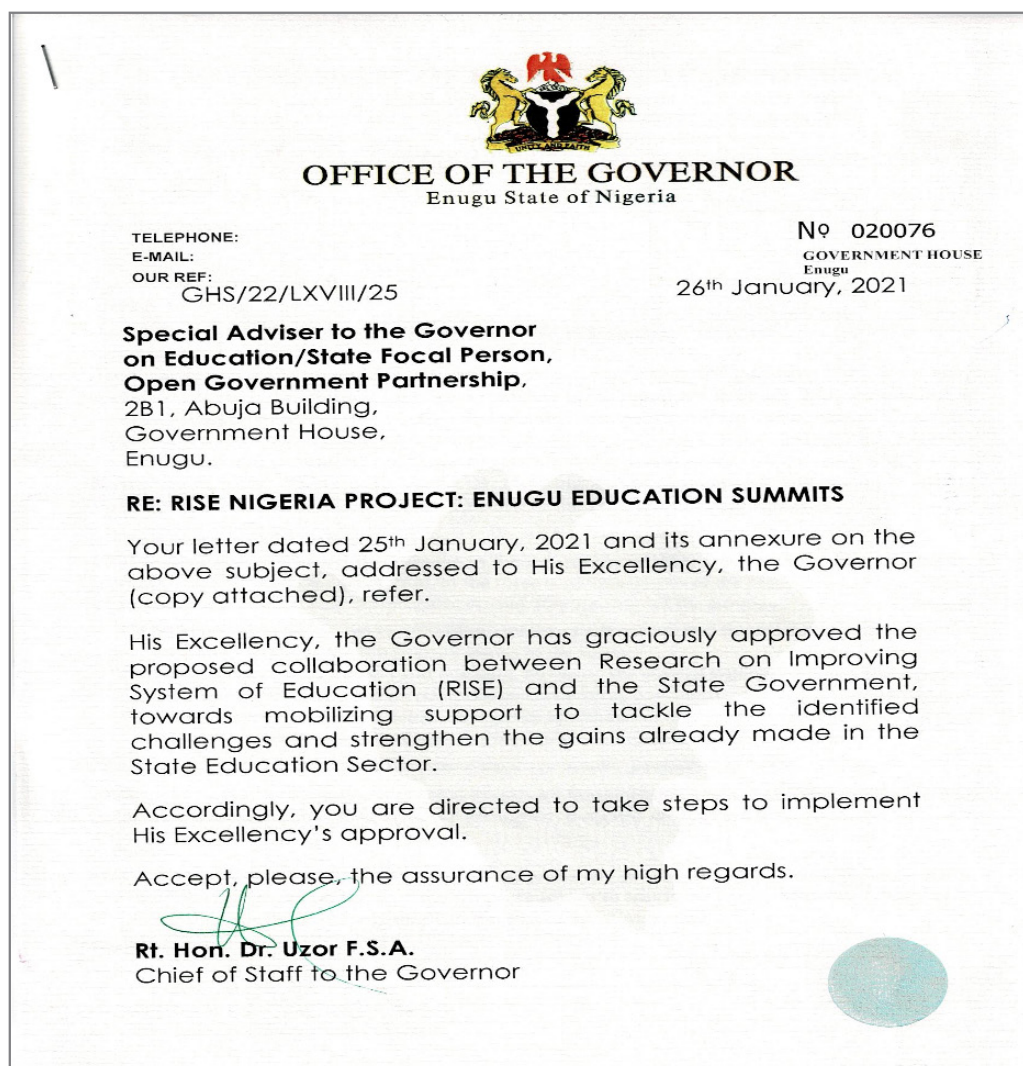 UNITY AND FAITH
OFFICE OF THE GOVERNOR
Enugu State of Nigeria
TELEPHONE:
E-MAIL:
OUR REF:
GHS/22/LXVIII/25
Nº 020076
GOVERNMENT HOUSE
Enugu
26th January, 2021
Special Adviser to the Governor
on Education/State Focal Person,
Open Government Partnership,
2B1, Abuja Building,
Government House,
Enugu.
RE: RISE NIGERIA PROJECT: ENUGU EDUCATION SUMMITS
Your letter dated 25th January, 2021 and its annexure on the
above subject, addressed to His Excellency, the Governor
(copy attached), refer.
His Excellency, the Governor has graciously approved the
proposed collaboration between Research on Improving
System of Education (RISE) and the State Government,
towards mobilizing support to tackle the identified
challenges and strengthen the gains already made in the
State Education Sector.
Accordingly, you are directed to take steps to implement
His Excellency's approval.
Accept, please, the assurance of my high regards.
Rt. Hon. Dr. Uzor F.S.A.
Chief of Staff to the Governor